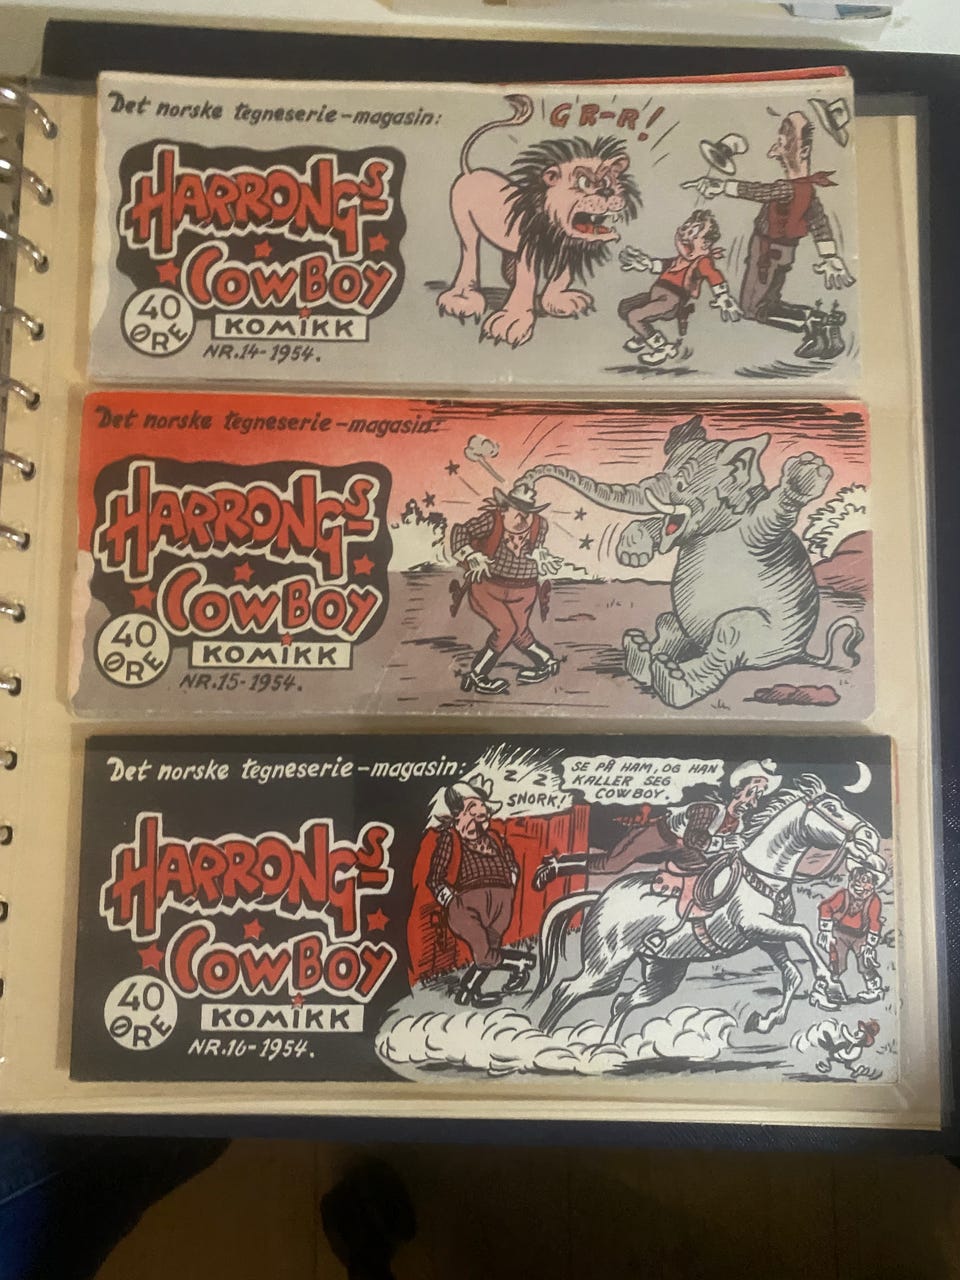 Det norske tegneserie-magasin:
GR-R!
HARRONGS
COWBOY
40
ØRE
KOMIKK
NR.14-1954.
Det norske tegneserie-magasin:
HARRONGS
COWBOY
40
ØRE
KOMIKK
NR.15-1954.
Det norske tegneserie-magasin:
Z Z
SNORK!
SE PÅ HAM, OG HAN
KALLER SEG
COWBOY.
HARRONGS
COWBOY
40
ØRE
KOMIKK
NR.16-1954.